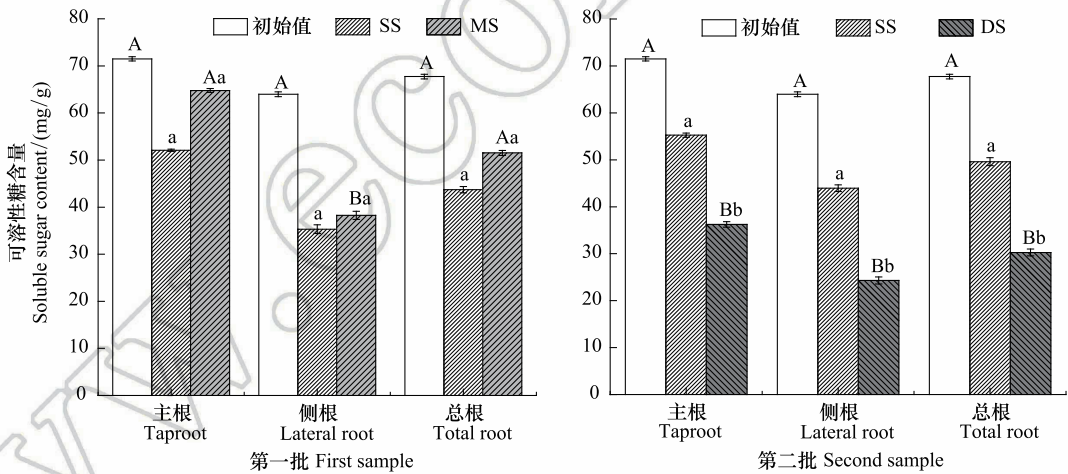 可溶性糖含量
Soluble sugar content/(mg/g)
80
70
60
50
40
30
20
10
0
初始值 SS MS
A a Aa
A a Ba
A a Aa
主根 侧根 总根
Taproot Lateral root Total root
第一批 First sample
80
70
60
50
40
30
20
10
0
初始值 SS DS
A a Bb
A a Bb
A a Bb
主根 侧根 总根
Taproot Lateral root Total root
第二批 Second sample